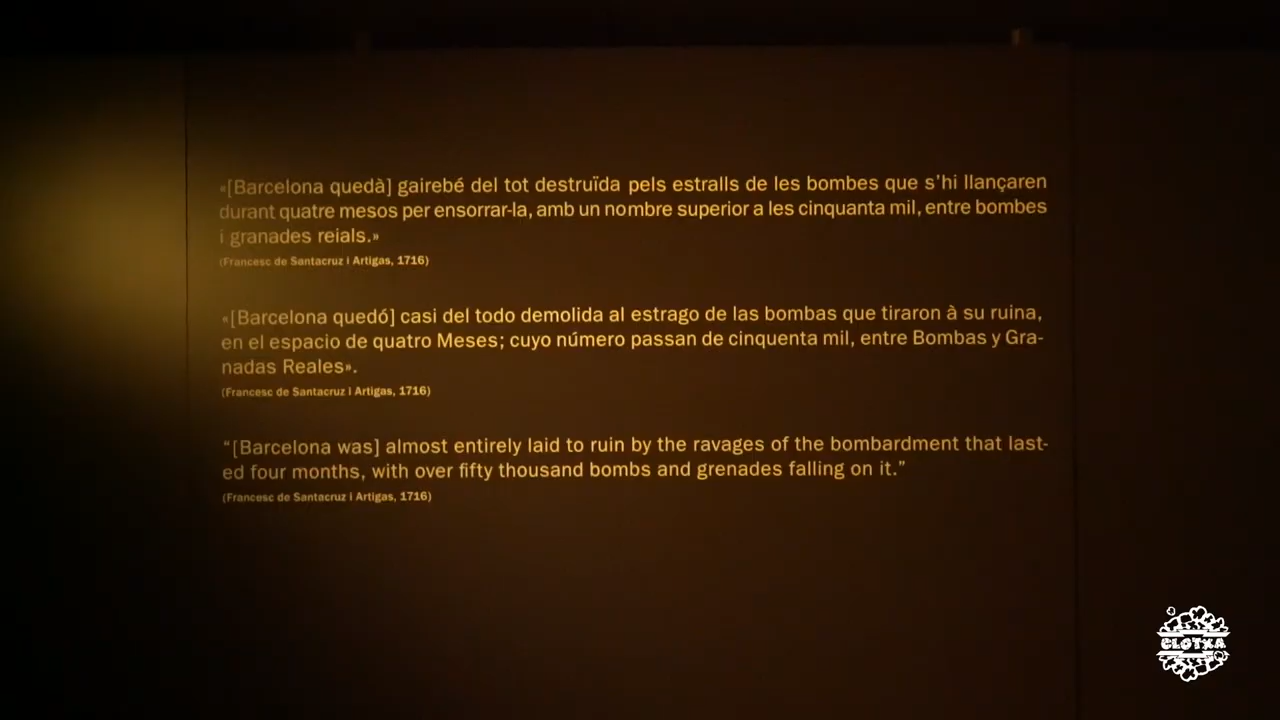 «[Barcelona quedà] gairebé del tot destruïda pels estralls de les bombes que s'hi llançaren
durant quatre mesos per ensorrar-la, amb un nombre superior a les cinquanta mil, entre bombes
i granades reials.»
(Francesc de Santacruz i Artigas, 1716)
«[Barcelona quedó] casi del todo demolida al estrago de las bombas que tiraron à su ruina,
en el espacio de quatro Meses; cuyo número passan de cinquenta mil, entre Bombas y Gra-
nadas Reales».
(Francesc de Santacruz i Artigas, 1716)
“[Barcelona was] almost entirely laid to ruin by the ravages of the bombardment that last-
ed four months, with over fifty thousand bombs and grenades falling on it.”
(Francesc de Santacruz i Artigas, 1716)
CLOTXA